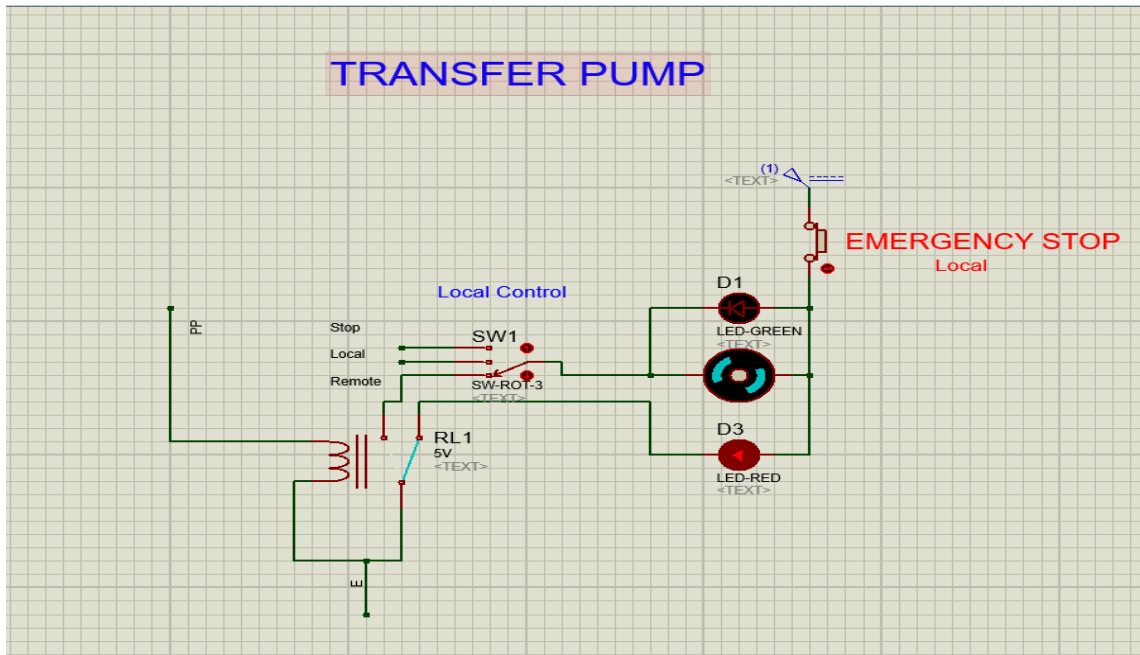 TRANSFER PUMP
(1)
<TEXT>
EMERGENCY STOP
Local
D1
LED-GREEN
<TEXT>
Local Control
PP
Stop
Local
Remote
SW1
SW-ROT-3
<TEXT>
RL1
5V
<TEXT>
D3
LED-RED
<TEXT>
E